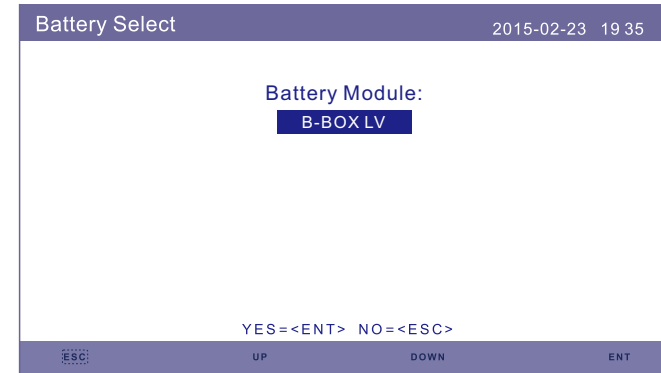 Battery Select 2015-02-23 19 35
Battery Module:
B-BOX LV
YES=<ENT> NO=<ESC>
ESC UP DOWN ENT